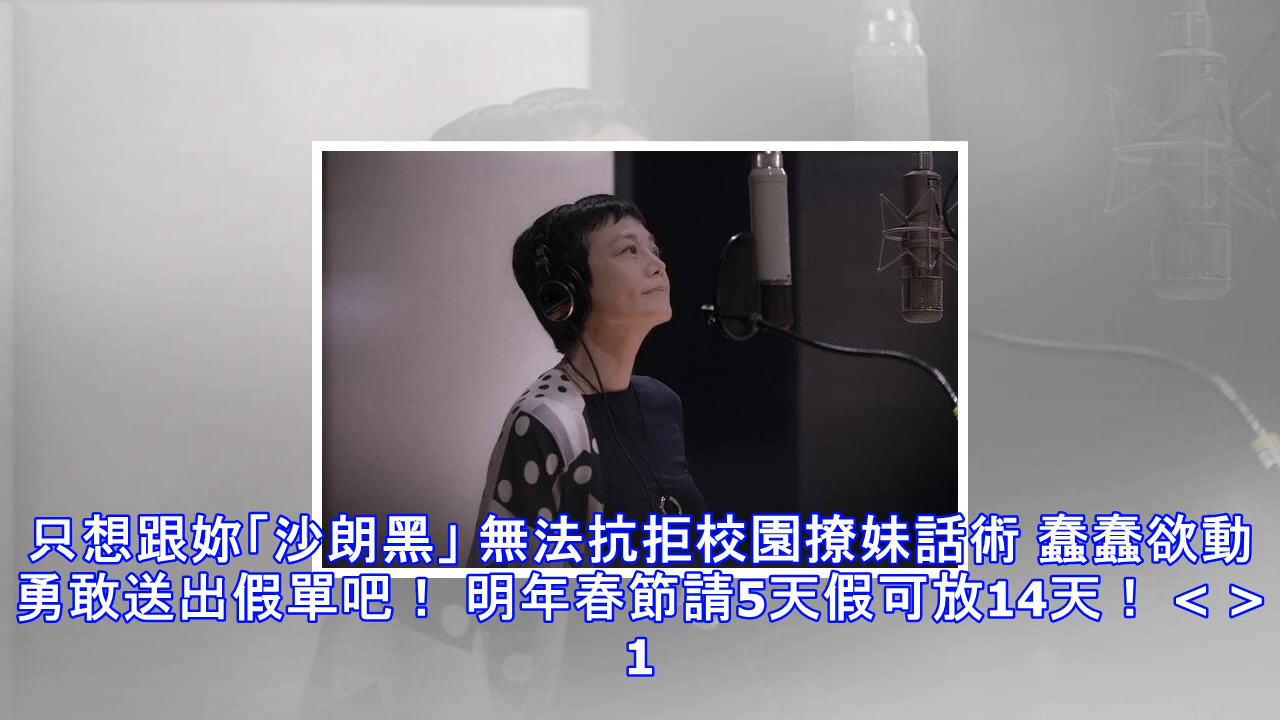 只想跟妳「沙朗黑」 無法抗拒校園撩妹話術 蠢蠢欲動
勇敢送出假單吧！ 明年春節請5天假可放14天！ < >
1